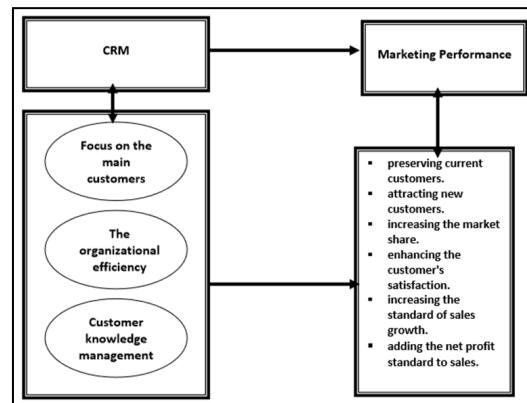 CRM
Marketing Performance
Focus on the
main
customers
The
organizational
efficiency
Customer
knowledge
management
▪ preserving current
customers.
▪ attracting new
customers.
▪ increasing the market
share.
▪ enhancing the
customer's
satisfaction.
▪ increasing the
standard of sales
growth.
▪ adding the net profit
standard to sales.